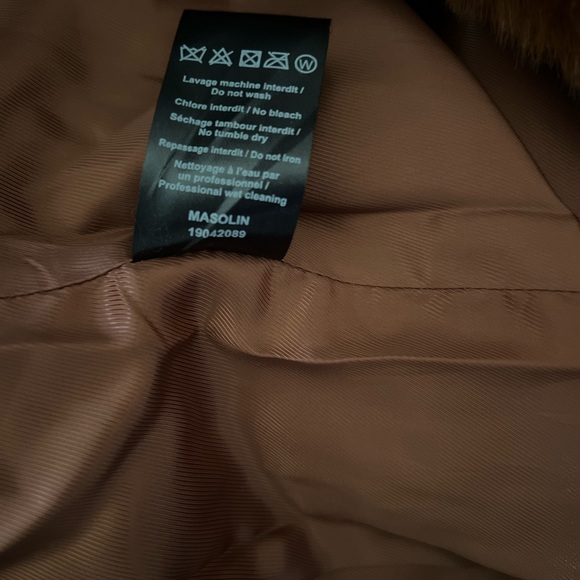 W
Lavage machine interdit /
Do not wash
Chlore interdit / No bleach
Séchage tambour interdit /
No tumble dry
Repassage interdit / Do not iron
Nettoyage à l'eau par
un professionnel /
Professional wet cleaning
MASOLIN
19042089